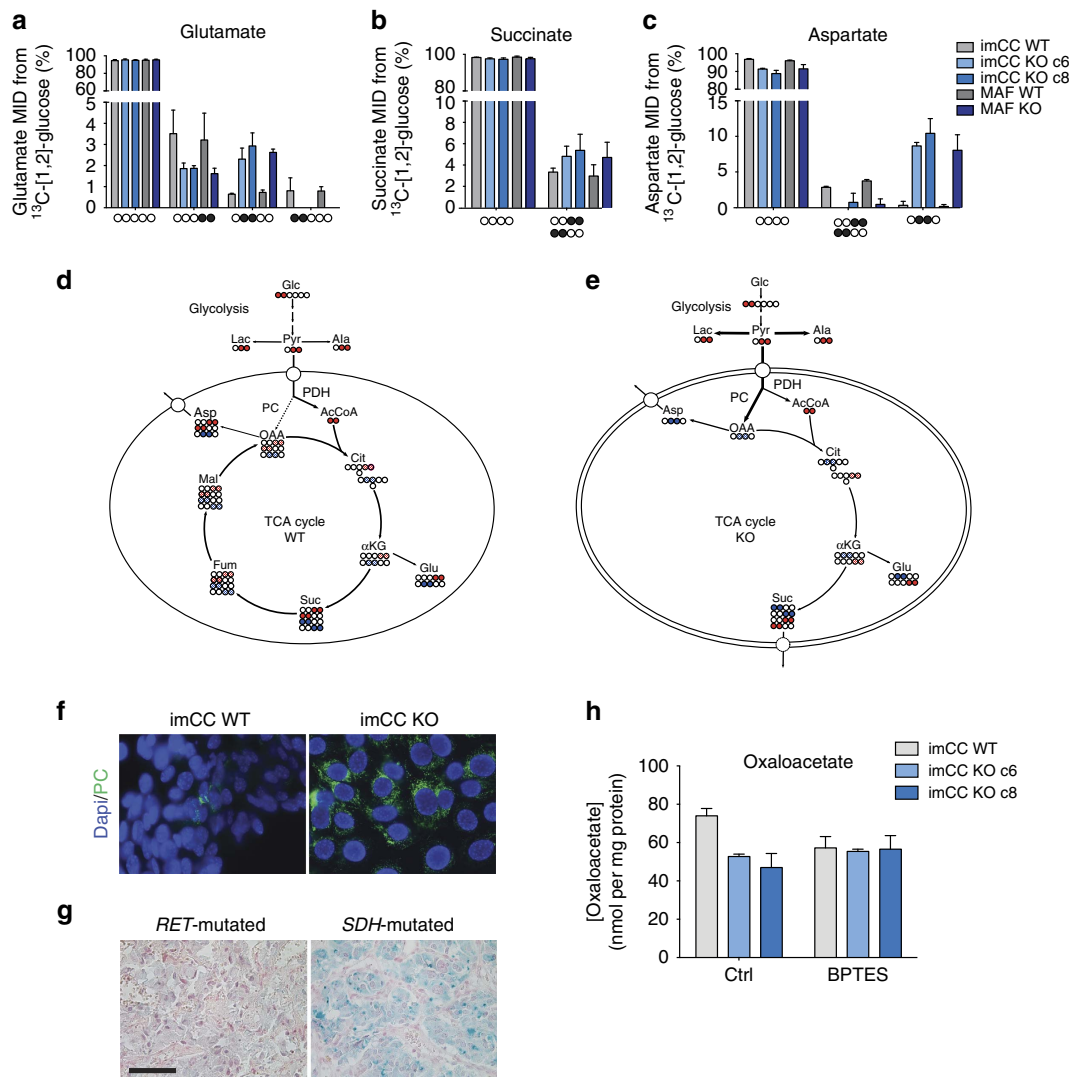 a
Glutamate
Glutamate MID from
13C-[1,2]-glucose (%)
100
80
60
5
4
3
2
1
0
b
Succinate
Succinate MID from
13C-[1,2]-glucose (%)
100
80
10
8
6
4
2
0
c
Aspartate
Aspartate MID from
13C-[1,2]-glucose (%)
100
90
80
15
10
5
0
imCC WT
imCC KO c6
imCC KO c8
MAF WT
MAF KO
d
Glc
Glycolysis
Lac
Pyr
Ala
PDH
PC
AcCoA
Asp
OAA
Cit
Mal
TCA cycle
WT
αKG
Fum
Glu
Suc
e
Glc
Glycolysis
Lac
Pyr
Ala
PDH
PC
AcCoA
Asp
OAA
Cit
TCA cycle
KO
αKG
Glu
Suc
f
imCC WT
imCC KO
Dapi/PC
g
RET-mutated
SDH-mutated
h
Oxaloacetate
imCC WT
imCC KO c6
imCC KO c8
[Oxaloacetate]
(nmol per mg protein)
100
80
60
40
20
0
Ctrl
BPTES